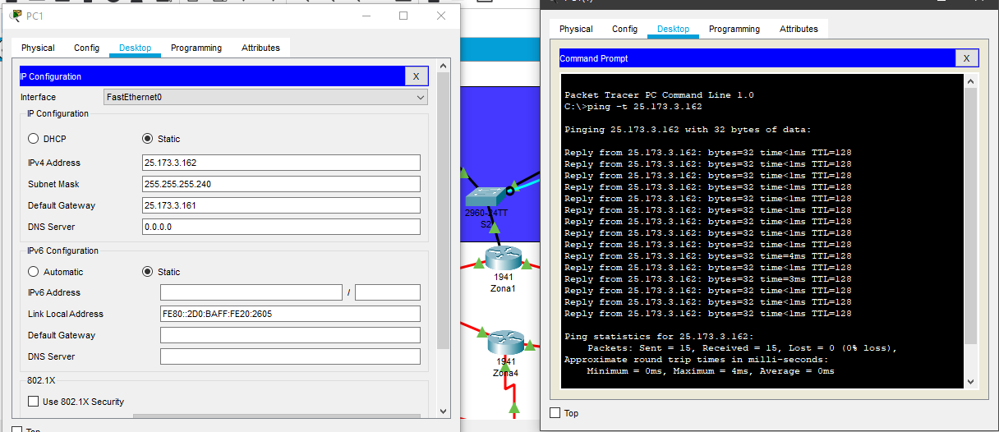 PC1
Physical Config Desktop Programming Attributes
IP Configuration X
Interface FastEthernet0
IP Configuration
DHCP Static
IPv4 Address 25.173.3.162
Subnet Mask 255.255.255.240
Default Gateway 25.173.3.161
DNS Server 0.0.0.0
IPv6 Configuration
Automatic Static
IPv6 Address /
Link Local Address FE80::2D0:BAFF:FE20:2605
Default Gateway
DNS Server
802.1X
Use 802.1X Security
Top
2960-24TT
S2
1941
Zona1
1941
Zona4
Physical Config Desktop Programming Attributes
Command Prompt X
Packet Tracer PC Command Line 1.0
C:\>ping -t 25.173.3.162
Pinging 25.173.3.162 with 32 bytes of data:
Reply from 25.173.3.162: bytes=32 time<1ms TTL=128
Reply from 25.173.3.162: bytes=32 time<1ms TTL=128
Reply from 25.173.3.162: bytes=32 time<1ms TTL=128
Reply from 25.173.3.162: bytes=32 time<1ms TTL=128
Reply from 25.173.3.162: bytes=32 time<1ms TTL=128
Reply from 25.173.3.162: bytes=32 time<1ms TTL=128
Reply from 25.173.3.162: bytes=32 time<1ms TTL=128
Reply from 25.173.3.162: bytes=32 time<1ms TTL=128
Reply from 25.173.3.162: bytes=32 time<1ms TTL=128
Reply from 25.173.3.162: bytes=32 time=4ms TTL=128
Reply from 25.173.3.162: bytes=32 time<1ms TTL=128
Reply from 25.173.3.162: bytes=32 time=3ms TTL=128
Reply from 25.173.3.162: bytes=32 time<1ms TTL=128
Reply from 25.173.3.162: bytes=32 time<1ms TTL=128
Reply from 25.173.3.162: bytes=32 time<1ms TTL=128
Ping statistics for 25.173.3.162:
Packets: Sent = 15, Received = 15, Lost = 0 (0% loss),
Approximate round trip times in milli-seconds:
Minimum = 0ms, Maximum = 4ms, Average = 0ms
Top